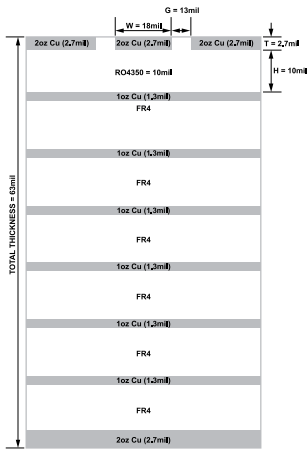 G = 13mil
W = 18mil
2oz Cu (2.7mil) 2oz Cu (2.7mil) 2oz Cu (2.7mil) T = 2.7mil
RO4350 = 10mil H = 10mil
1oz Cu (1.3mil)
FR4
1oz Cu (1.3mil)
FR4
1oz Cu (1.3mil)
FR4
1oz Cu (1.3mil)
FR4
1oz Cu (1.3mil)
FR4
1oz Cu (1.3mil)
FR4
2oz Cu (2.7mil)
TOTAL THICKNESS = 63mil